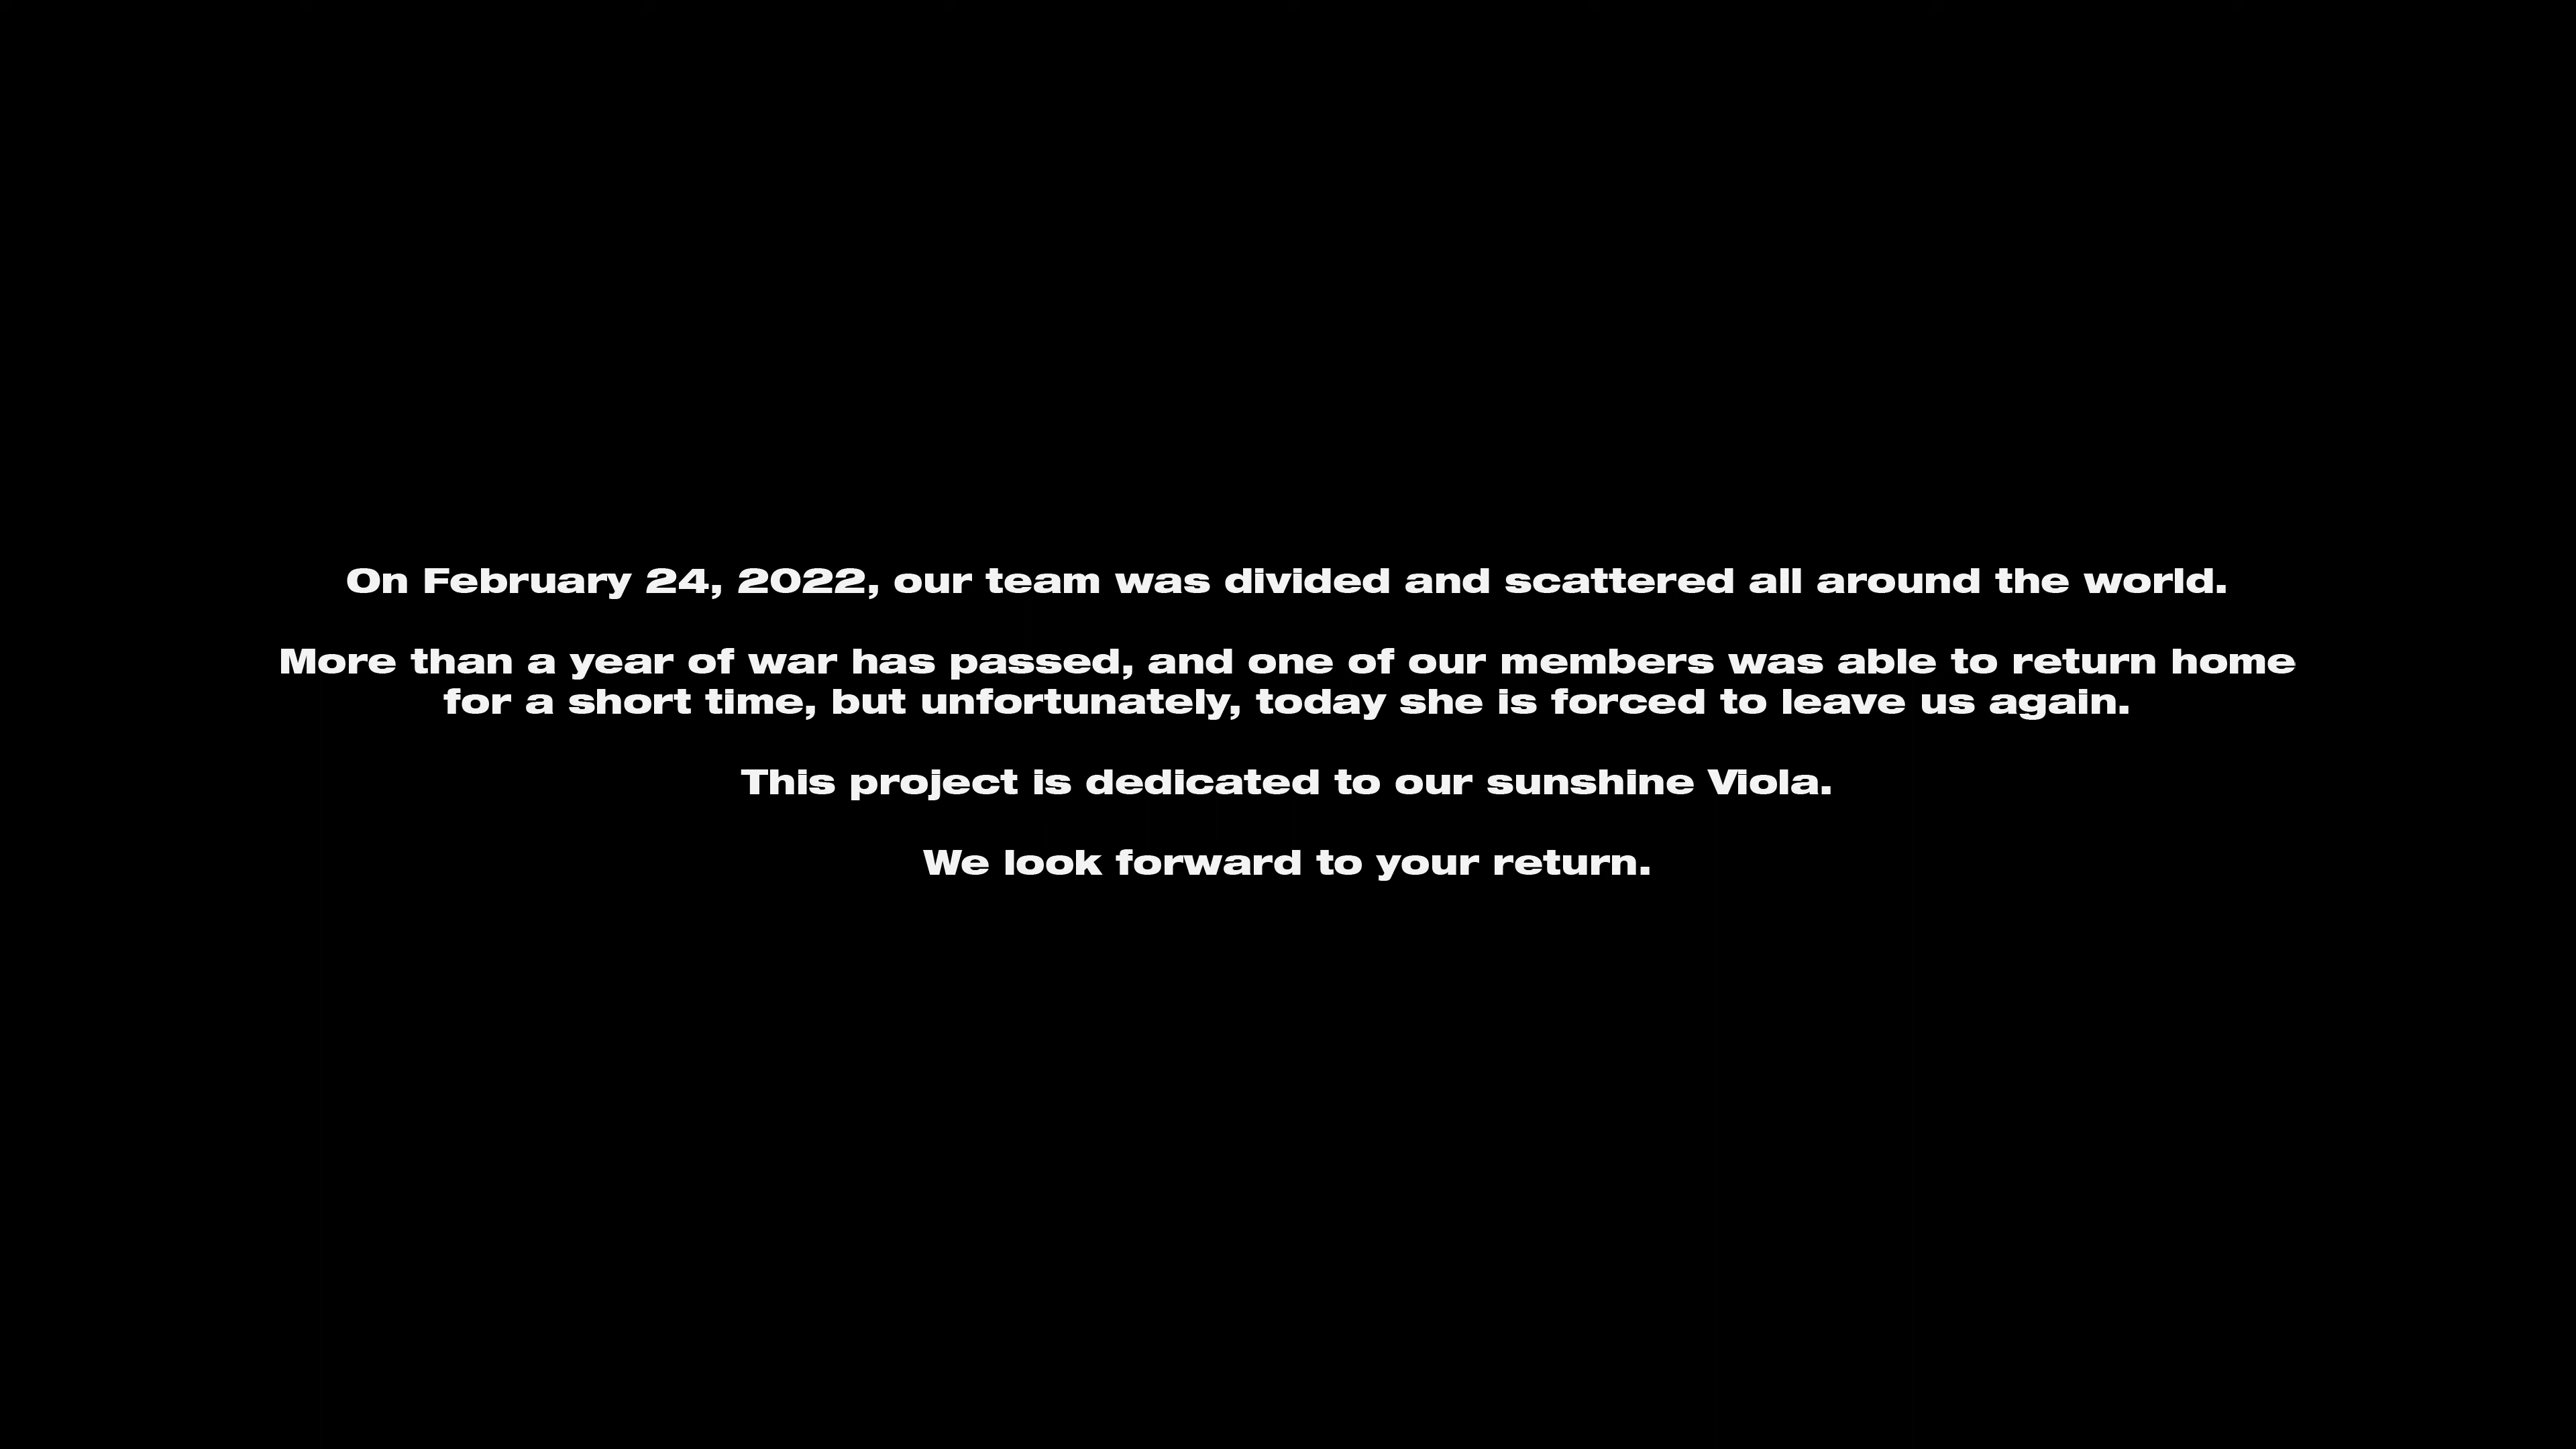 On February 24, 2022, our team was divided and scattered all around the world.
More than a year of war has passed, and one of our members was able to return home
for a short time, but unfortunately, today she is forced to leave us again.
This project is dedicated to our sunshine Viola.
We look forward to your return.